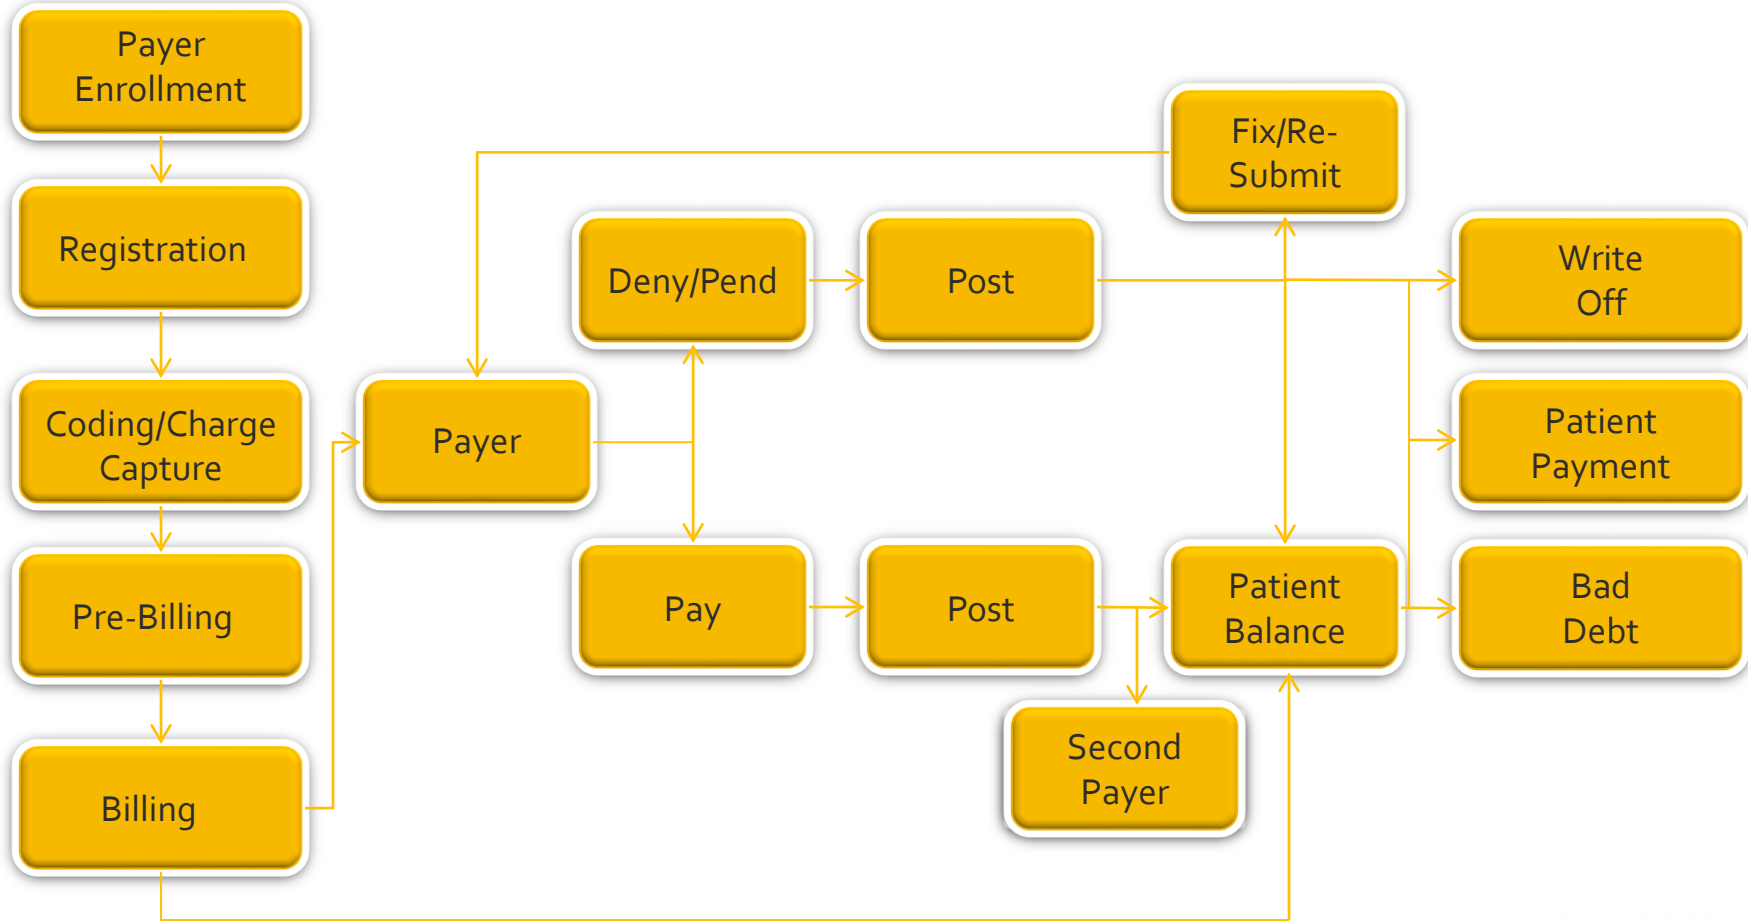 Payer
Enrollment
Registration
Coding/Charge
Capture
Pre-Billing
Billing
Payer
Deny/Pend
Post
Pay
Post
Fix/Re-
Submit
Patient
Balance
Second
Payer
Write
Off
Patient
Payment
Bad
Debt